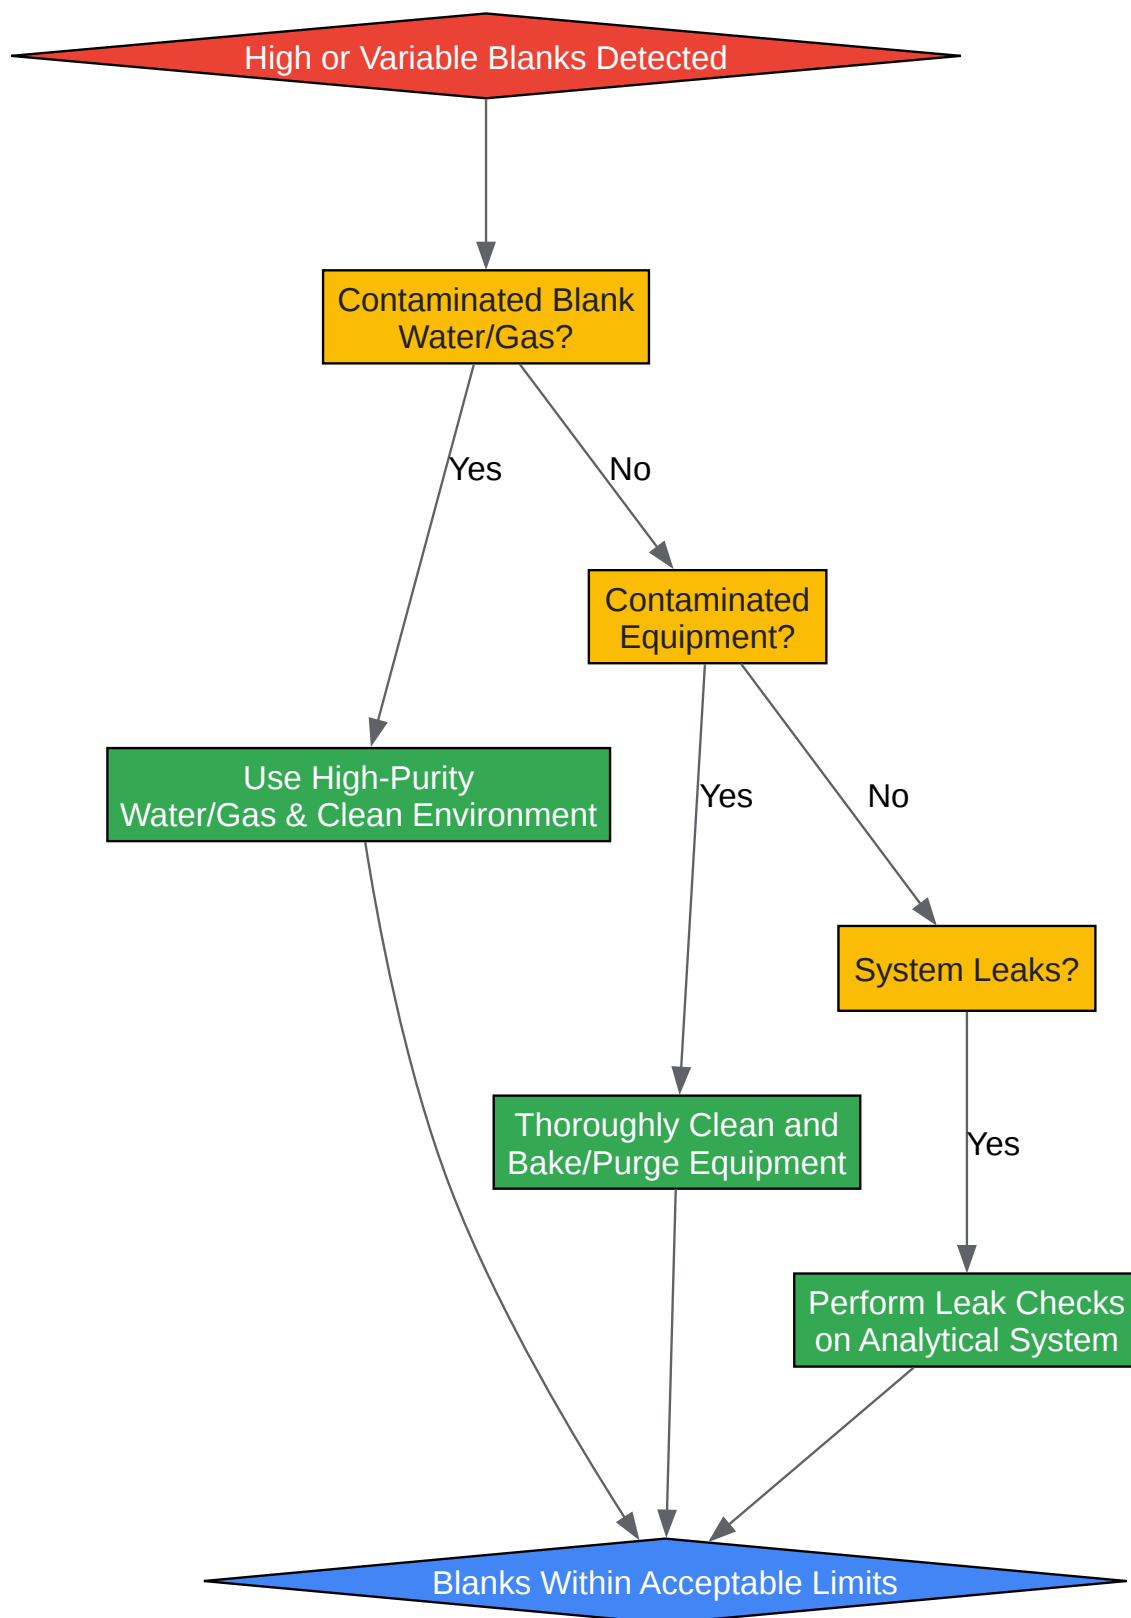 High or Variable Blanks Detected
Contaminated Blank
Water/Gas?
Yes
No
Contaminated
Equipment?
Use High-Purity
Water/Gas & Clean Environment
Yes
No
System Leaks?
Thoroughly Clean and
Bake/Purge Equipment
Yes
Perform Leak Checks
on Analytical System
Blanks Within Acceptable Limits